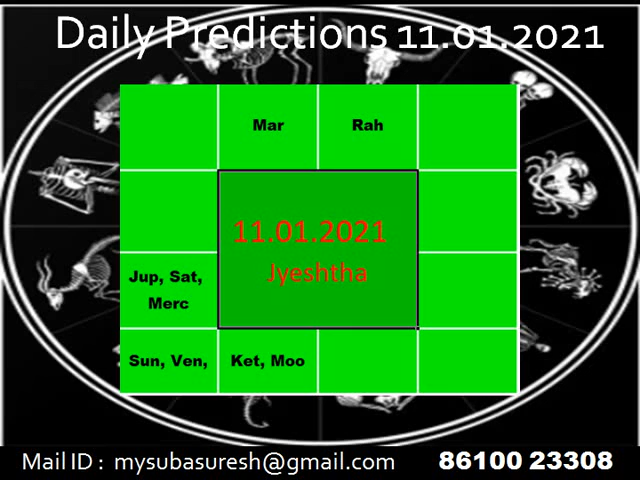 Daily Predictions 11.01.2021
Mar
Rah
11.01.2021
Jyeshtha
Jup, Sat,
Merc
Sun, Ven,
Ket, Moo
Mail ID : mysubasuresh@gmail.com
86100 23308